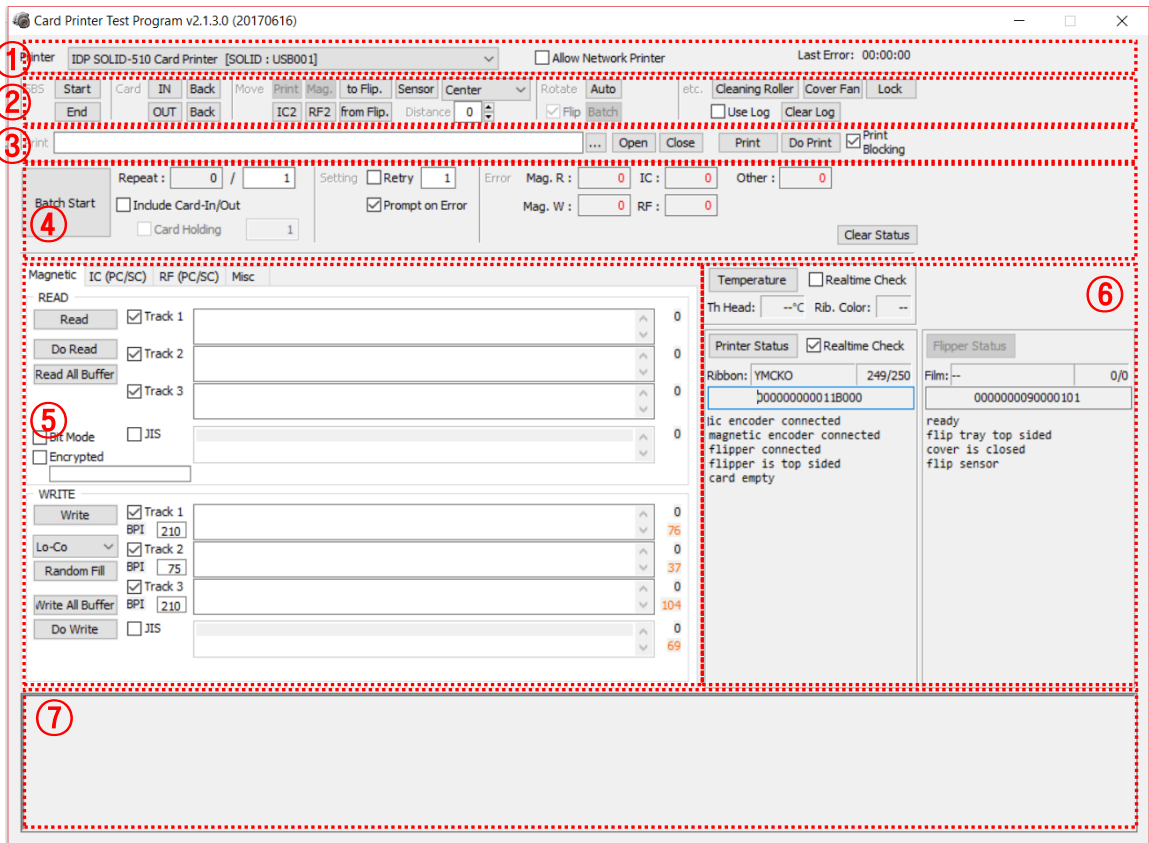 Card Printer Test Program v2.1.3.0 (20170616)
①
Printer IDP SOLID-510 Card Printer [SOLID : USB001] Allow Network Printer Last Error: 00:00:00
②
SBS Start Card IN Back Move Print Mag. to Flip. Sensor Center Rotate Auto etc. Cleaning Roller Cover Fan Lock
End OUT Back IC2 RF2 from Flip. Distance 0 Flip Batch Use Log Clear Log
③
Print ... Open Close Print Do Print Print Blocking
④
Batch Start Repeat : 0 / 1 Setting Retry 1 Error Mag. R : 0 IC : 0 Other : 0
Include Card-In/Out Prompt on Error Mag. W : 0 RF : 0
Card Holding 1
Clear Status
⑤
Magnetic IC (PC/SC) RF (PC/SC) Misc
READ
Read Track 1 0
Do Read Track 2 0
Read All Buffer
Track 3 0
Bit Mode JIS 0
Encrypted
WRITE
Write Track 1 0
BPI 210 76
Lo-Co Track 2 0
Random Fill BPI 75 37
Track 3 0
Write All Buffer BPI 210 104
Do Write JIS 0
69
⑥
Temperature Realtime Check
Th Head: --°C Rib. Color: --
Printer Status Realtime Check
Ribbon: YMCKO 249/250
000000000011B000
ic encoder connected
magnetic encoder connected
flipper connected
flipper is top sided
card empty
Flipper Status
Film: -- 0/0
0000000090000101
ready
flip tray top sided
cover is closed
flip sensor
⑦